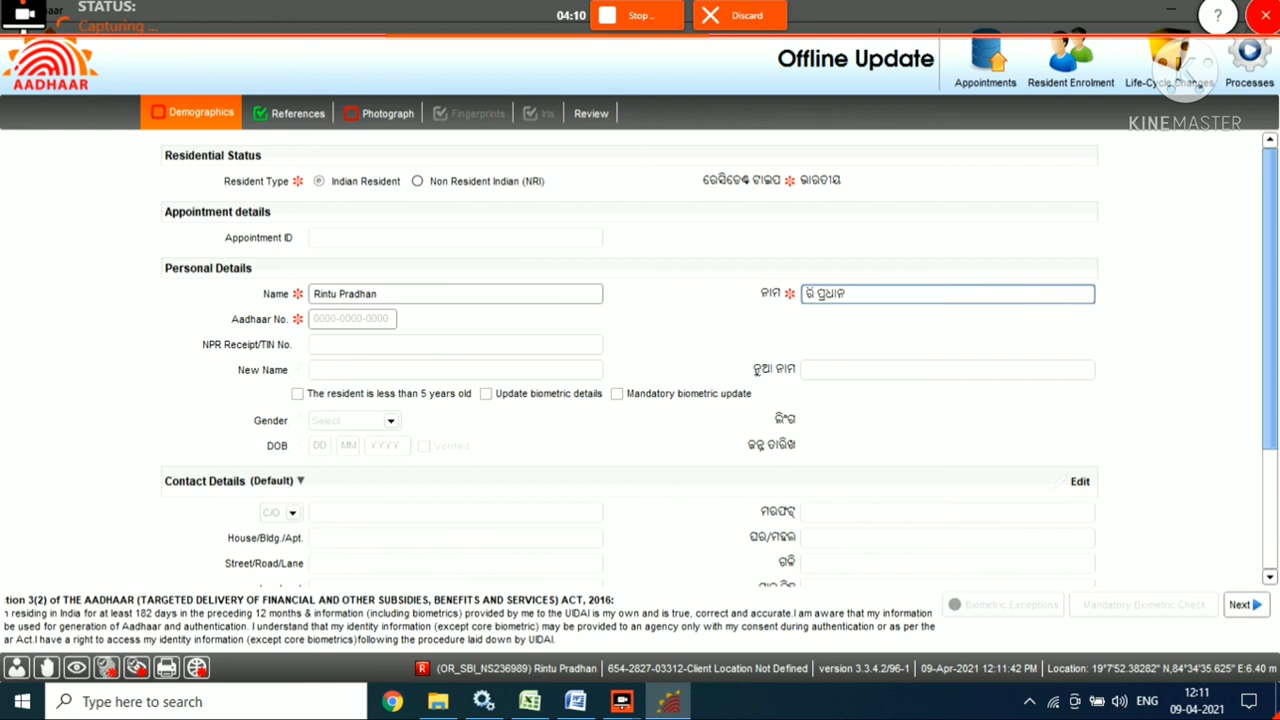 STATUS:
Capturing ...
04:10
Stop ..
Discard
?
AADHAAR
Offline Update
Appointments
Resident Enrolment
Life-Cycle Changes
Processes
KINEMASTER
Demographics
References
Photograph
Fingerprints
Iris
Review
Residential Status
Resident Type * Indian Resident Non Resident Indian (NRI) ରେସିଡେଣ୍ଟ ଟାଇପ * ଭାରତୀୟ
Appointment details
Appointment ID
Personal Details
Name * Rintu Pradhan ନାମ * ପ୍ରଧାନ
Aadhaar No. * 0000-0000-0000
NPR Receipt/TIN No.
New Name ନୁଆ ନାମ
The resident is less than 5 years old Update biometric details Mandatory biometric update
Gender Select ଲିଂଗ
DOB DD MM YYYY Verified ଜନ୍ମ ତାରିଖ
Contact Details (Default) ▼ Edit
C/O ମରଫଟ୍
House/Bldg./Apt. ଘର/ମହଲ
Street/Road/Lane ଗଳି
tion 3(2) of THE AADHAAR (TARGETED DELIVERY OF FINANCIAL AND OTHER SUBSIDIES, BENEFITS AND SERVICES) ACT, 2016:
residing in India for at least 182 days in the preceding 12 months & information (including biometrics) provided by me to the UIDAI is my own and is true, correct and accurate.I am aware that my information
be used for generation of Aadhaar and authentication. I understand that my identity information (except core biometric) may be provided to an agency only with my consent during authentication or as per the
ar Act.I have a right to access my identity information (except core biometrics)following the procedure laid down by UIDAI.
Biometric Exceptions
Mandatory Biometric Check
Next
R (OR_SBI_NS236989) Rintu Pradhan 654-2827-03312-Client Location Not Defined version 3.3.4.2/96-1 09-Apr-2021 12:11:42 PM Location: 19°7'52.38282" N,84°34'35.625" E:6.40 m
Type here to search
ENG
12:11
09-04-2021